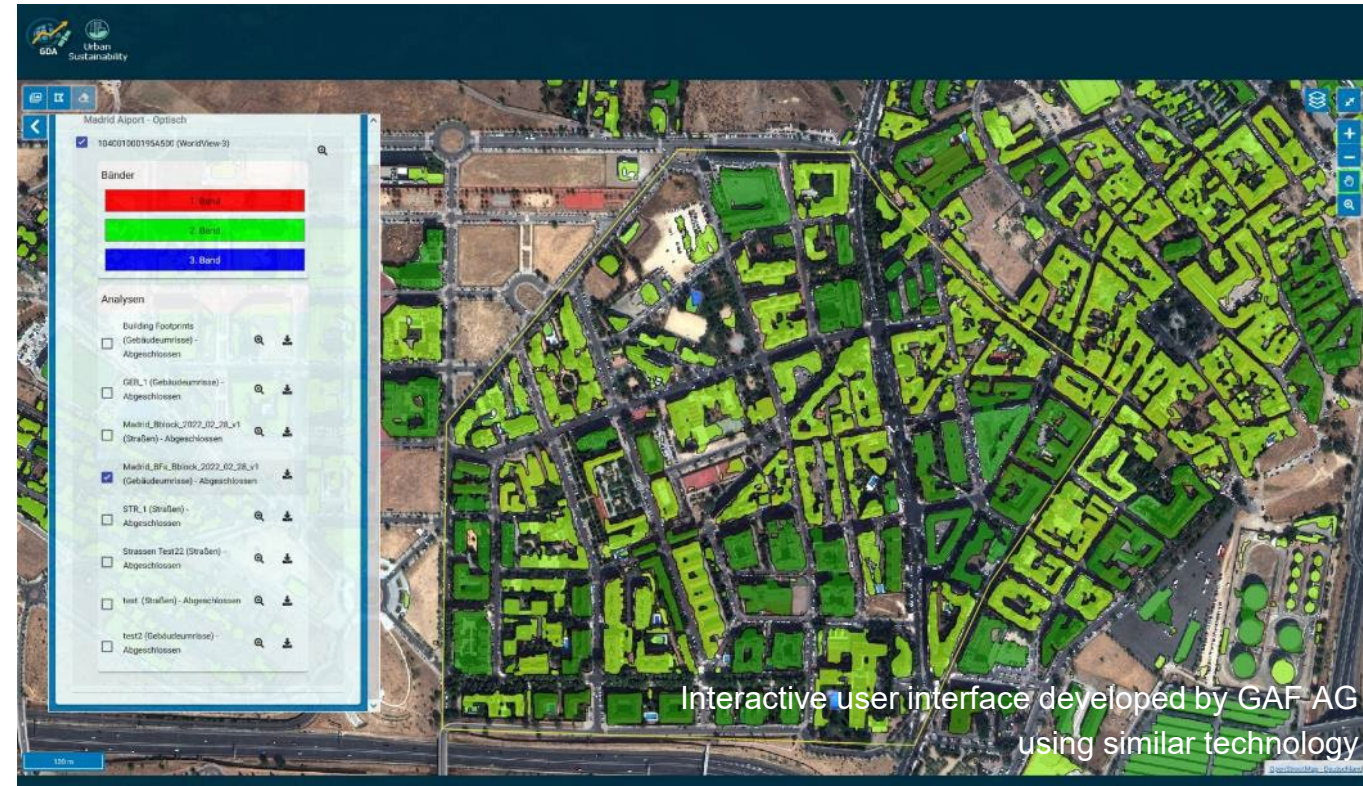 GDA
Urban
Sustainability
Madrid Aiport - Optisch
104001000195A500 (WorldView-3)
Bänder
1. Band
2. Band
3. Band
Analysen
Building Footprints
(Gebäudeumrisse) -
Abgeschlossen
GEB_1 (Gebäudeumrisse) -
Abgeschlossen
Madrid_Bblock_2022_02_28_v1
(Straßen) - Abgeschlossen
Madrid_BFs_Bblock_2022_02_28_v1
(Gebäudeumrisse) - Abgeschlossen
STR_1 (Straßen) -
Abgeschlossen
Strassen Test22 (Straßen) -
Abgeschlossen
test (Straßen) - Abgeschlossen
test2 (Gebäudeumrisse) -
Abgeschlossen
Interactive user interface developed by GAF AG
using similar technology
100 m
OpenStreetMap - Deutschland